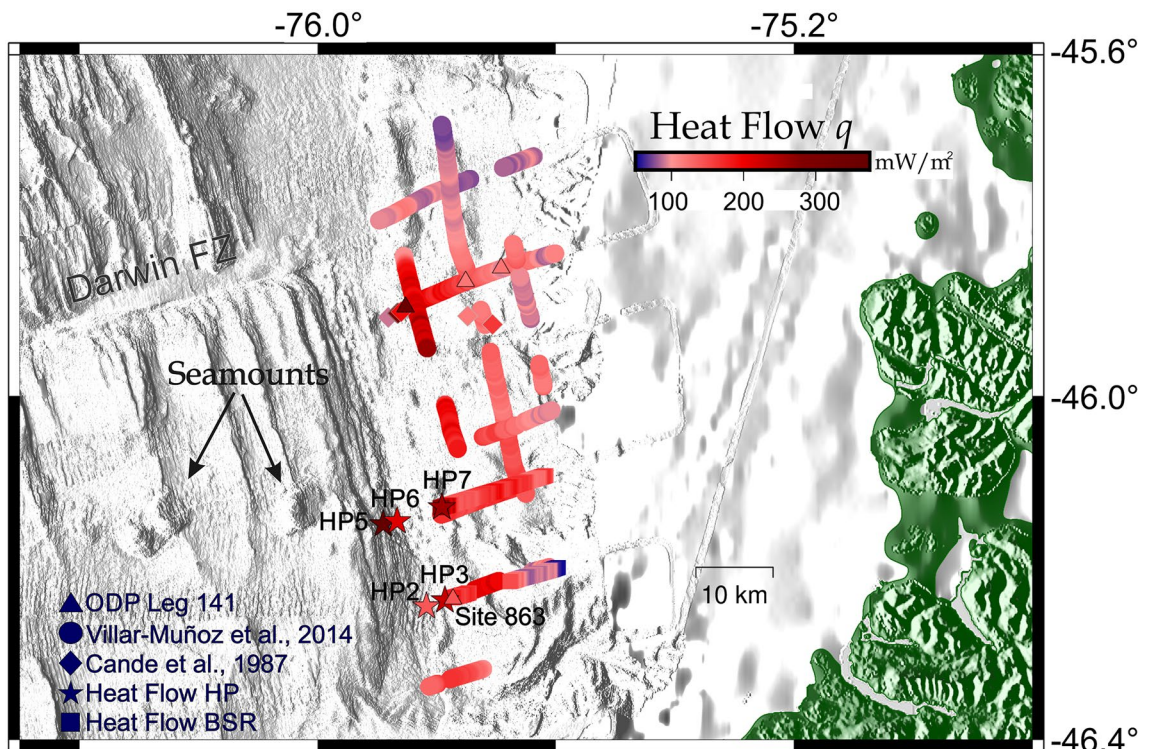 -76.0° -75.2°
-45.6°
Heat Flow q
mW/m²
100 200 300
Darwin FZ
Seamounts
-46.0°
HP7
HP6
HP5
HP3
HP2
10 km
Site 863
ODP Leg 141
Villar-Muñoz et al., 2014
Cande et al., 1987
Heat Flow HP
Heat Flow BSR
-46.4°